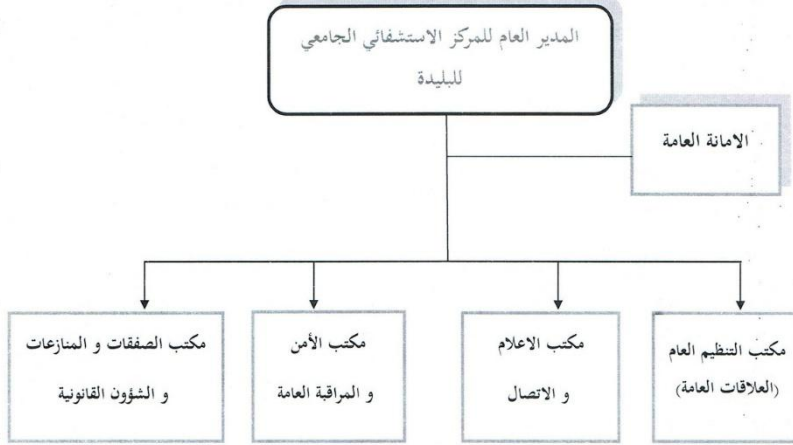 المدير العام للمركز الاستشفائي الجامعي
للبليدة
الامانة العامة
مكتب التنظيم العام
(العلاقات العامة)
مكتب الاعلام
و الاتصال
مكتب الأمن
و المراقبة العامة
مكتب الصفقات و المنازعات
و الشؤون القانونية